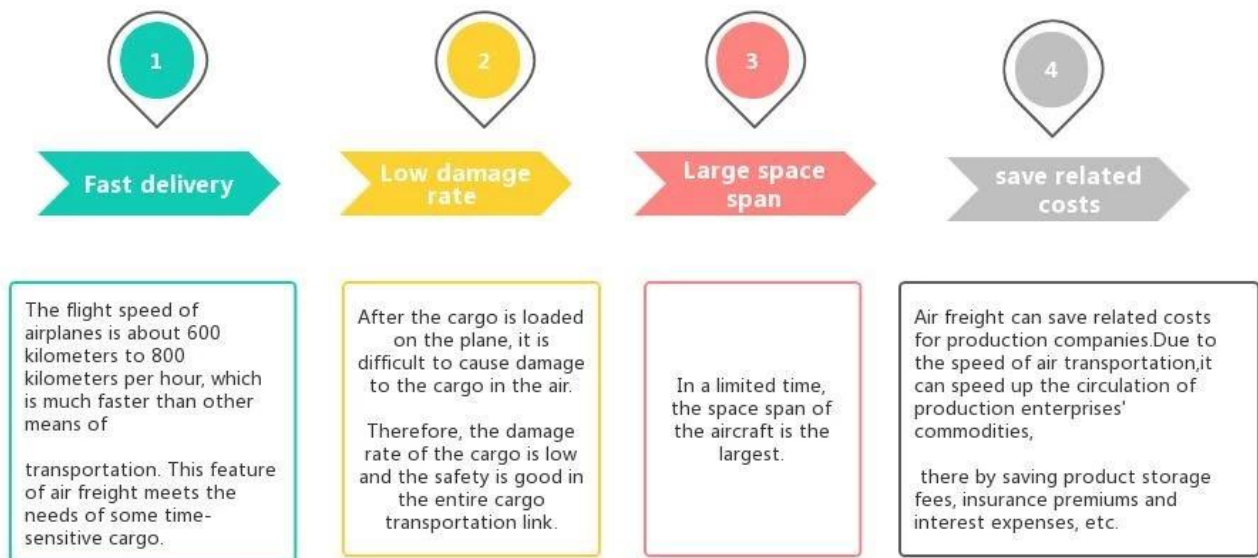 1
Fast delivery
The flight speed of
airplanes is about 600
kilometers to 800
kilometers per hour, which
is much faster than other
means of
transportation. This feature
of air freight meets the
needs of some time-
sensitive cargo.
2
Low damage
rate
After the cargo is loaded
on the plane, it is
difficult to cause damage
to the cargo in the air.
Therefore, the damage
rate of the cargo is low
and the safety is good in
the entire cargo
transportation link.
3
Large space
span
In a limited time,
the space span of
the aircraft is the
largest.
4
save related
costs
Air freight can save related costs
for production companies.Due to
the speed of air transportation,it
can speed up the circulation of
production enterprises'
commodities,
there by saving product storage
fees, insurance premiums and
interest expenses, etc.